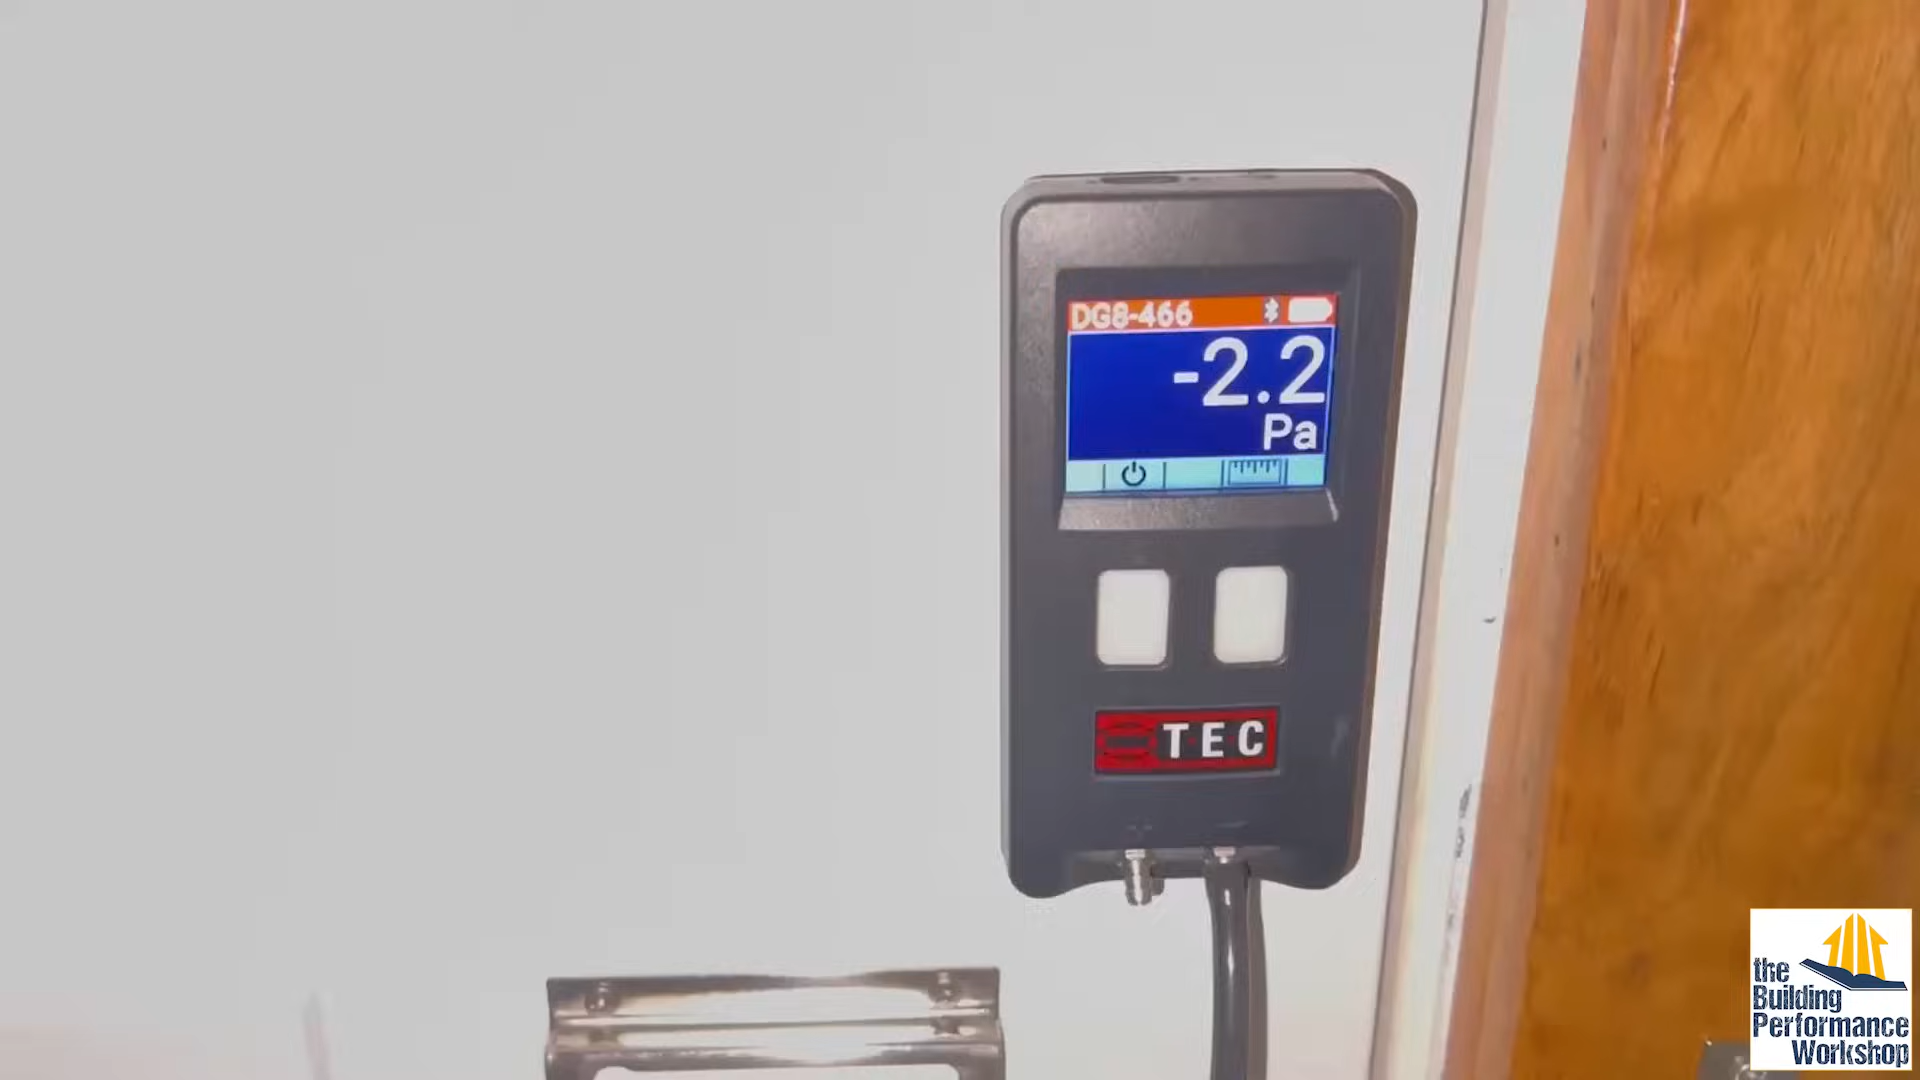 DG8-466
-2.2
Pa
TEC
the
Building
Performance
Workshop